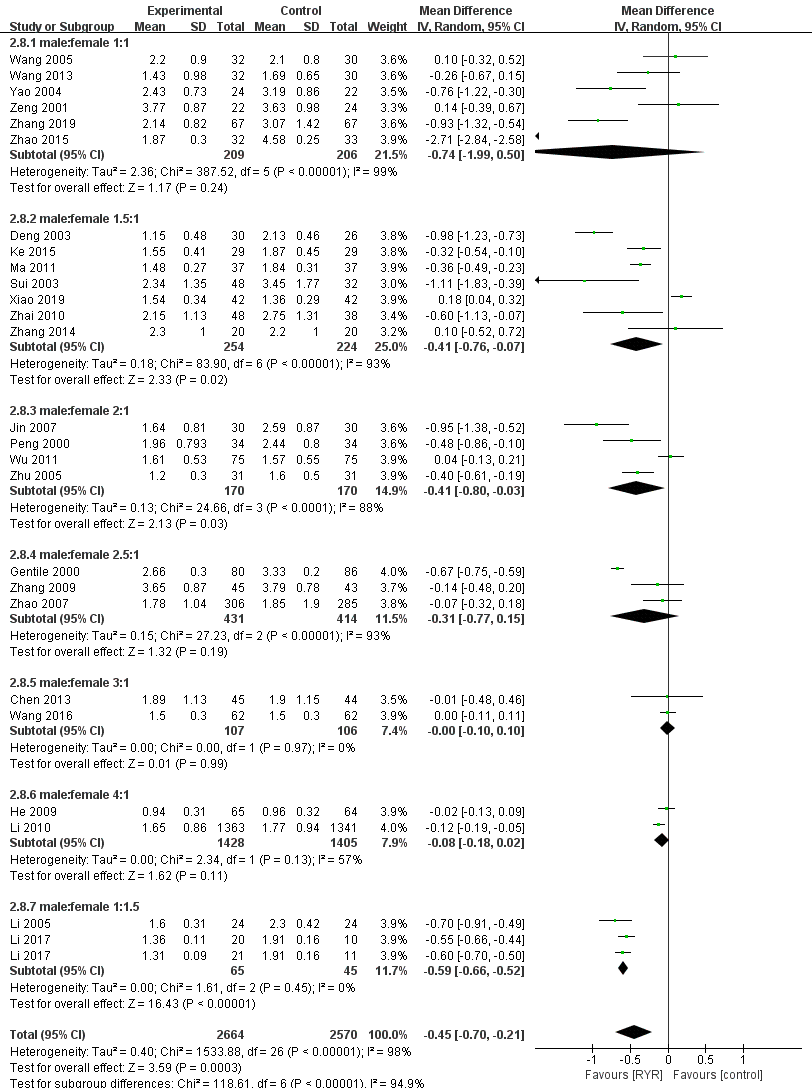 Experimental Control Mean Difference Mean Difference
Study or Subgroup Mean SD Total Mean SD Total Weight IV, Random, 95% CI IV, Random, 95% CI
2.8.1 male:female 1:1
Wang 2005 2.2 0.9 32 2.1 0.8 30 3.6% 0.10 [-0.32, 0.52]
Wang 2013 1.43 0.98 32 1.69 0.65 30 3.6% -0.26 [-0.67, 0.15]
Yao 2004 2.43 0.73 24 3.19 0.86 22 3.5% -0.76 [-1.22, -0.30]
Zeng 2001 3.77 0.87 22 3.63 0.98 24 3.4% 0.14 [-0.39, 0.67]
Zhang 2019 2.14 0.82 67 3.07 1.42 67 3.6% -0.93 [-1.32, -0.54]
Zhao 2015 1.87 0.3 32 4.58 0.25 33 3.9% -2.71 [-2.84, -2.58]
Subtotal (95% CI) 209 206 21.5% -0.74 [-1.99, 0.50]
Heterogeneity: Tau² = 2.36; Chi² = 387.52, df = 5 (P < 0.00001); I² = 99%
Test for overall effect: Z = 1.17 (P = 0.24)
2.8.2 male:female 1.5:1
Deng 2003 1.15 0.48 30 2.13 0.46 26 3.8% -0.98 [-1.23, -0.73]
Ke 2015 1.55 0.41 29 1.87 0.45 29 3.9% -0.32 [-0.54, -0.10]
Ma 2011 1.48 0.27 37 1.84 0.31 37 3.9% -0.36 [-0.49, -0.23]
Sui 2003 2.34 1.35 48 3.45 1.77 32 3.0% -1.11 [-1.83, -0.39]
Xiao 2019 1.54 0.34 42 1.36 0.29 42 3.9% 0.18 [0.04, 0.32]
Zhai 2010 2.15 1.13 48 2.75 1.31 38 3.4% -0.60 [-1.13, -0.07]
Zhang 2014 2.3 1 20 2.2 1 20 3.2% 0.10 [-0.52, 0.72]
Subtotal (95% CI) 254 224 25.0% -0.41 [-0.76, -0.07]
Heterogeneity: Tau² = 0.18; Chi² = 83.90, df = 6 (P < 0.00001); I² = 93%
Test for overall effect: Z = 2.33 (P = 0.02)
2.8.3 male:female 2:1
Jin 2007 1.64 0.81 30 2.59 0.87 30 3.6% -0.95 [-1.38, -0.52]
Peng 2000 1.96 0.793 34 2.44 0.8 34 3.6% -0.48 [-0.86, -0.10]
Wu 2011 1.61 0.53 75 1.57 0.55 75 3.9% 0.04 [-0.13, 0.21]
Zhu 2005 1.2 0.3 31 1.6 0.5 31 3.9% -0.40 [-0.61, -0.19]
Subtotal (95% CI) 170 170 14.9% -0.41 [-0.80, -0.03]
Heterogeneity: Tau² = 0.13; Chi² = 24.66, df = 3 (P < 0.0001); I² = 88%
Test for overall effect: Z = 2.13 (P = 0.03)
2.8.4 male:female 2.5:1
Gentile 2000 2.66 0.3 80 3.33 0.2 86 4.0% -0.67 [-0.75, -0.59]
Zhang 2009 3.65 0.87 45 3.79 0.78 43 3.7% -0.14 [-0.48, 0.20]
Zhao 2007 1.78 1.04 306 1.85 1.9 285 3.8% -0.07 [-0.32, 0.18]
Subtotal (95% CI) 431 414 11.5% -0.31 [-0.77, 0.15]
Heterogeneity: Tau² = 0.15; Chi² = 27.23, df = 2 (P < 0.00001); I² = 93%
Test for overall effect: Z = 1.32 (P = 0.19)
2.8.5 male:female 3:1
Chen 2013 1.89 1.13 45 1.9 1.15 44 3.5% -0.01 [-0.48, 0.46]
Wang 2016 1.5 0.3 62 1.5 0.3 62 3.9% 0.00 [-0.11, 0.11]
Subtotal (95% CI) 107 106 7.4% -0.00 [-0.10, 0.10]
Heterogeneity: Tau² = 0.00; Chi² = 0.00, df = 1 (P = 0.97); I² = 0%
Test for overall effect: Z = 0.01 (P = 0.99)
2.8.6 male:female 4:1
He 2009 0.94 0.31 65 0.96 0.32 64 3.9% -0.02 [-0.13, 0.09]
Li 2010 1.65 0.86 1363 1.77 0.94 1341 4.0% -0.12 [-0.19, -0.05]
Subtotal (95% CI) 1428 1405 7.9% -0.08 [-0.18, 0.02]
Heterogeneity: Tau² = 0.00; Chi² = 2.34, df = 1 (P = 0.13); I² = 57%
Test for overall effect: Z = 1.62 (P = 0.11)
2.8.7 male:female 1:1.5
Li 2005 1.6 0.31 24 2.3 0.42 24 3.9% -0.70 [-0.91, -0.49]
Li 2017 1.36 0.11 20 1.91 0.16 10 3.9% -0.55 [-0.66, -0.44]
Li 2017 1.31 0.09 21 1.91 0.16 11 3.9% -0.60 [-0.70, -0.50]
Subtotal (95% CI) 65 45 11.7% -0.59 [-0.66, -0.52]
Heterogeneity: Tau² = 0.00; Chi² = 1.61, df = 2 (P = 0.45); I² = 0%
Test for overall effect: Z = 16.43 (P < 0.00001)
Total (95% CI) 2664 2570 100.0% -0.45 [-0.70, -0.21]
Heterogeneity: Tau² = 0.40; Chi² = 1533.88, df = 26 (P < 0.00001); I² = 98%
Test for overall effect: Z = 3.59 (P = 0.0003)
Test for subgroup differences: Chi² = 118.61, df = 6 (P < 0.00001), I² = 94.9%
-1 -0.5 0 0.5 1
Favours [RYR] Favours [control]